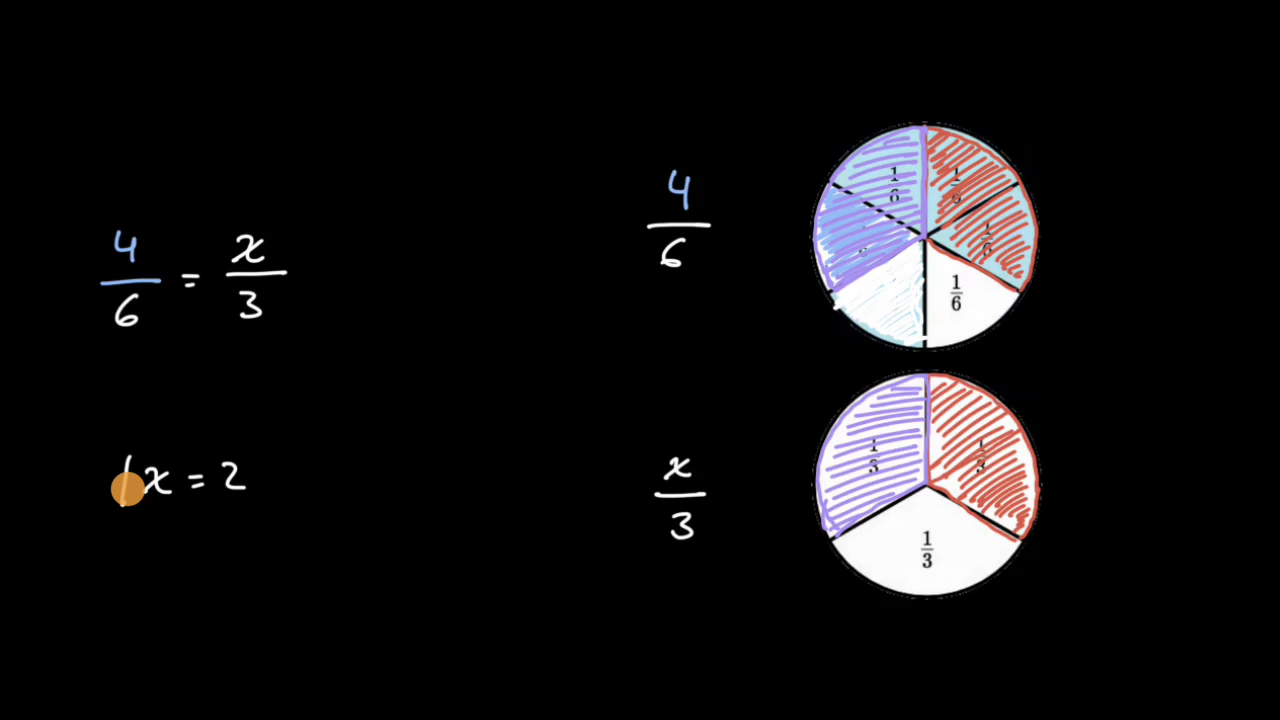 4/6 = x/3
x = 2
4/6
1/6 1/6
1/6
1/6
x/3
1/3 1/3
1/3